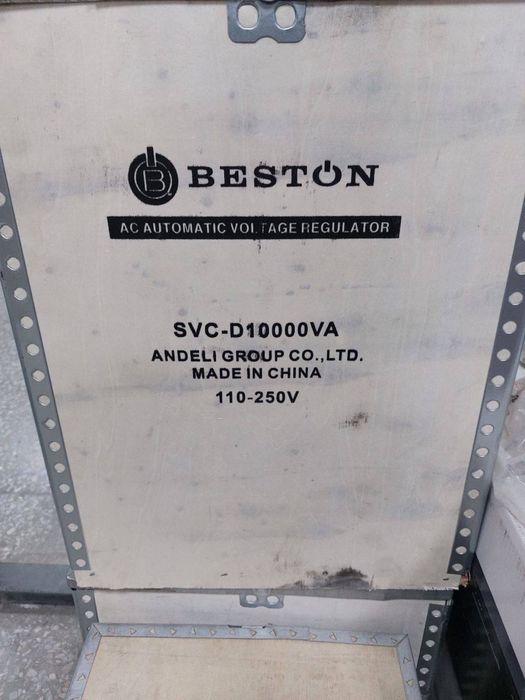 B BESTON
AC AUTOMATIC VOLTAGE REGULATOR
SVC-D10000VA
ANDELI GROUP CO.,LTD.
MADE IN CHINA
110-250V